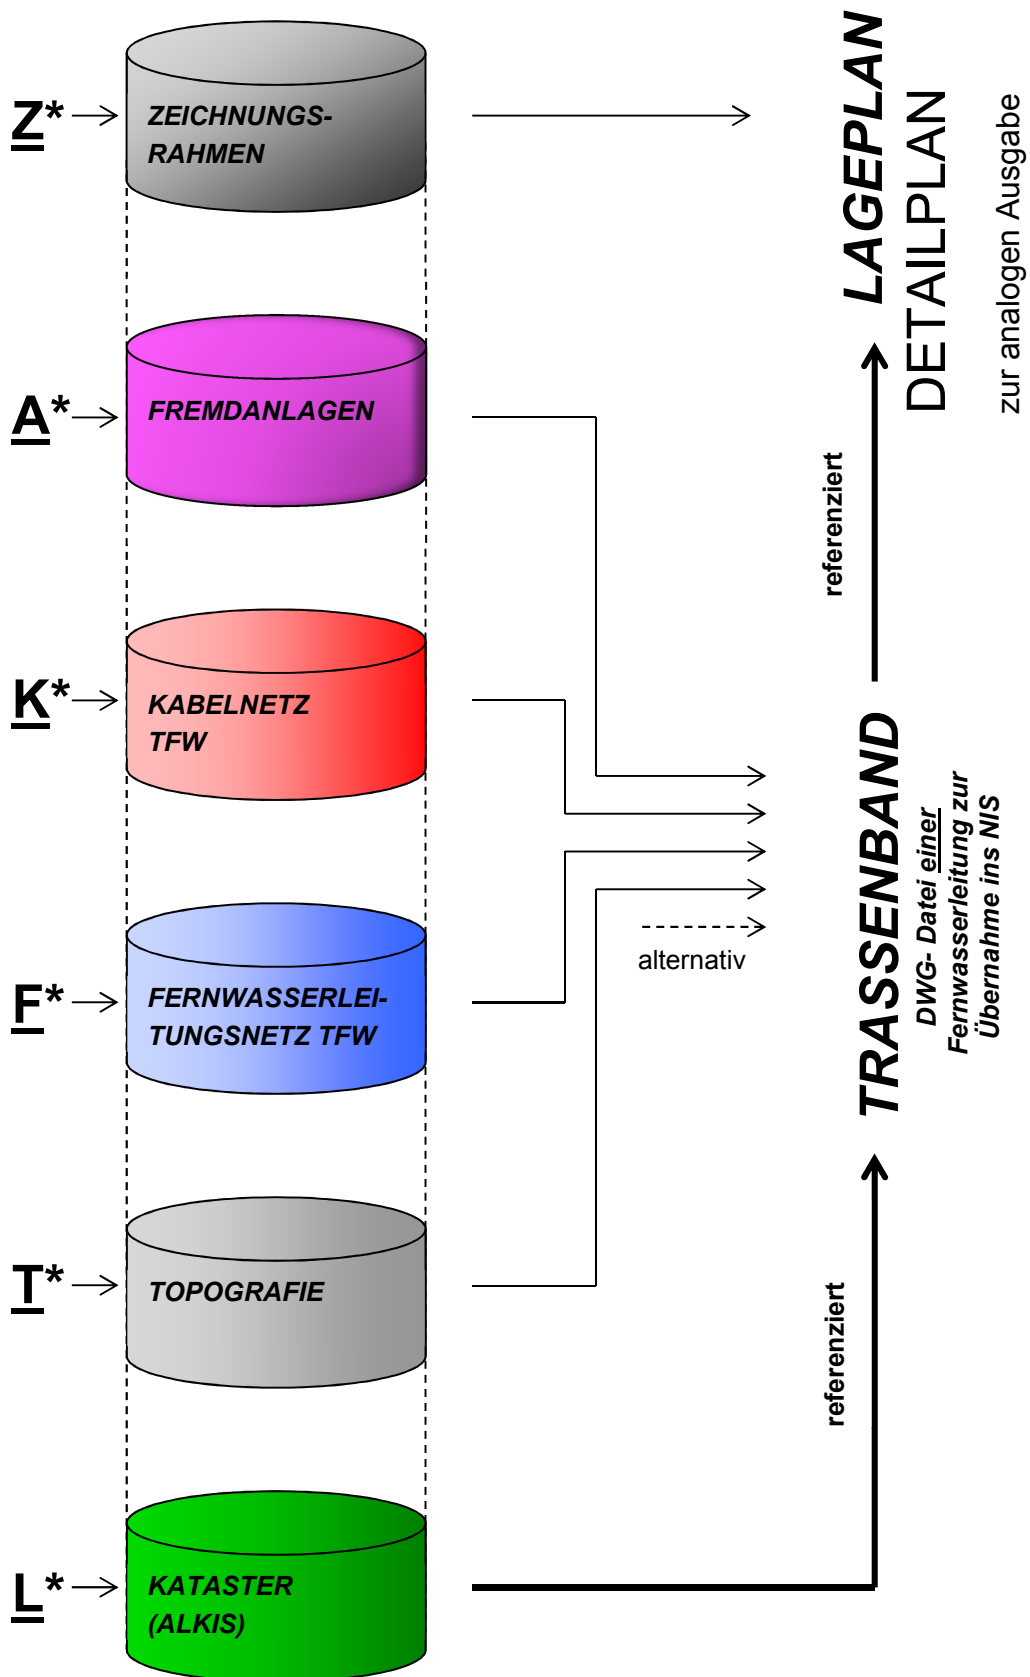 Z*
ZEICHNUNGS-
RAHMEN
A*
FREMDANLAGEN
K*
KABELNETZ
TFW
F*
FERNWASSERLEI-
TUNGSNETZ TFW
T*
TOPOGRAFIE
L*
KATASTER
(ALKIS)
alternativ
referenziert
referenziert
LAGEPLAN
DETAILPLAN
zur analogen Ausgabe
TRASSENBAND
DWG- Datei einer
Fernwasserleitung zur
Übernahme ins NIS